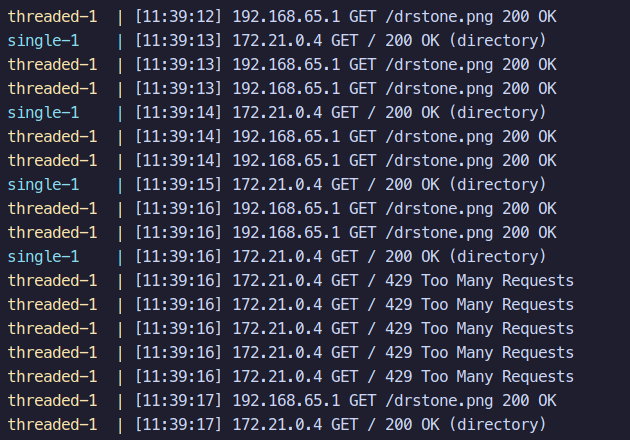 threaded-1  | [11:39:12] 192.168.65.1 GET /drstone.png 200 OK
single-1    | [11:39:13] 172.21.0.4 GET / 200 OK (directory)
threaded-1  | [11:39:13] 192.168.65.1 GET /drstone.png 200 OK
threaded-1  | [11:39:13] 192.168.65.1 GET /drstone.png 200 OK
single-1    | [11:39:14] 172.21.0.4 GET / 200 OK (directory)
threaded-1  | [11:39:14] 192.168.65.1 GET /drstone.png 200 OK
threaded-1  | [11:39:14] 192.168.65.1 GET /drstone.png 200 OK
single-1    | [11:39:15] 172.21.0.4 GET / 200 OK (directory)
threaded-1  | [11:39:16] 192.168.65.1 GET /drstone.png 200 OK
threaded-1  | [11:39:16] 192.168.65.1 GET /drstone.png 200 OK
single-1    | [11:39:16] 172.21.0.4 GET / 200 OK (directory)
threaded-1  | [11:39:16] 172.21.0.4 GET / 429 Too Many Requests
threaded-1  | [11:39:16] 172.21.0.4 GET / 429 Too Many Requests
threaded-1  | [11:39:16] 172.21.0.4 GET / 429 Too Many Requests
threaded-1  | [11:39:16] 172.21.0.4 GET / 429 Too Many Requests
threaded-1  | [11:39:16] 172.21.0.4 GET / 429 Too Many Requests
threaded-1  | [11:39:17] 192.168.65.1 GET /drstone.png 200 OK
threaded-1  | [11:39:17] 172.21.0.4 GET / 200 OK (directory)